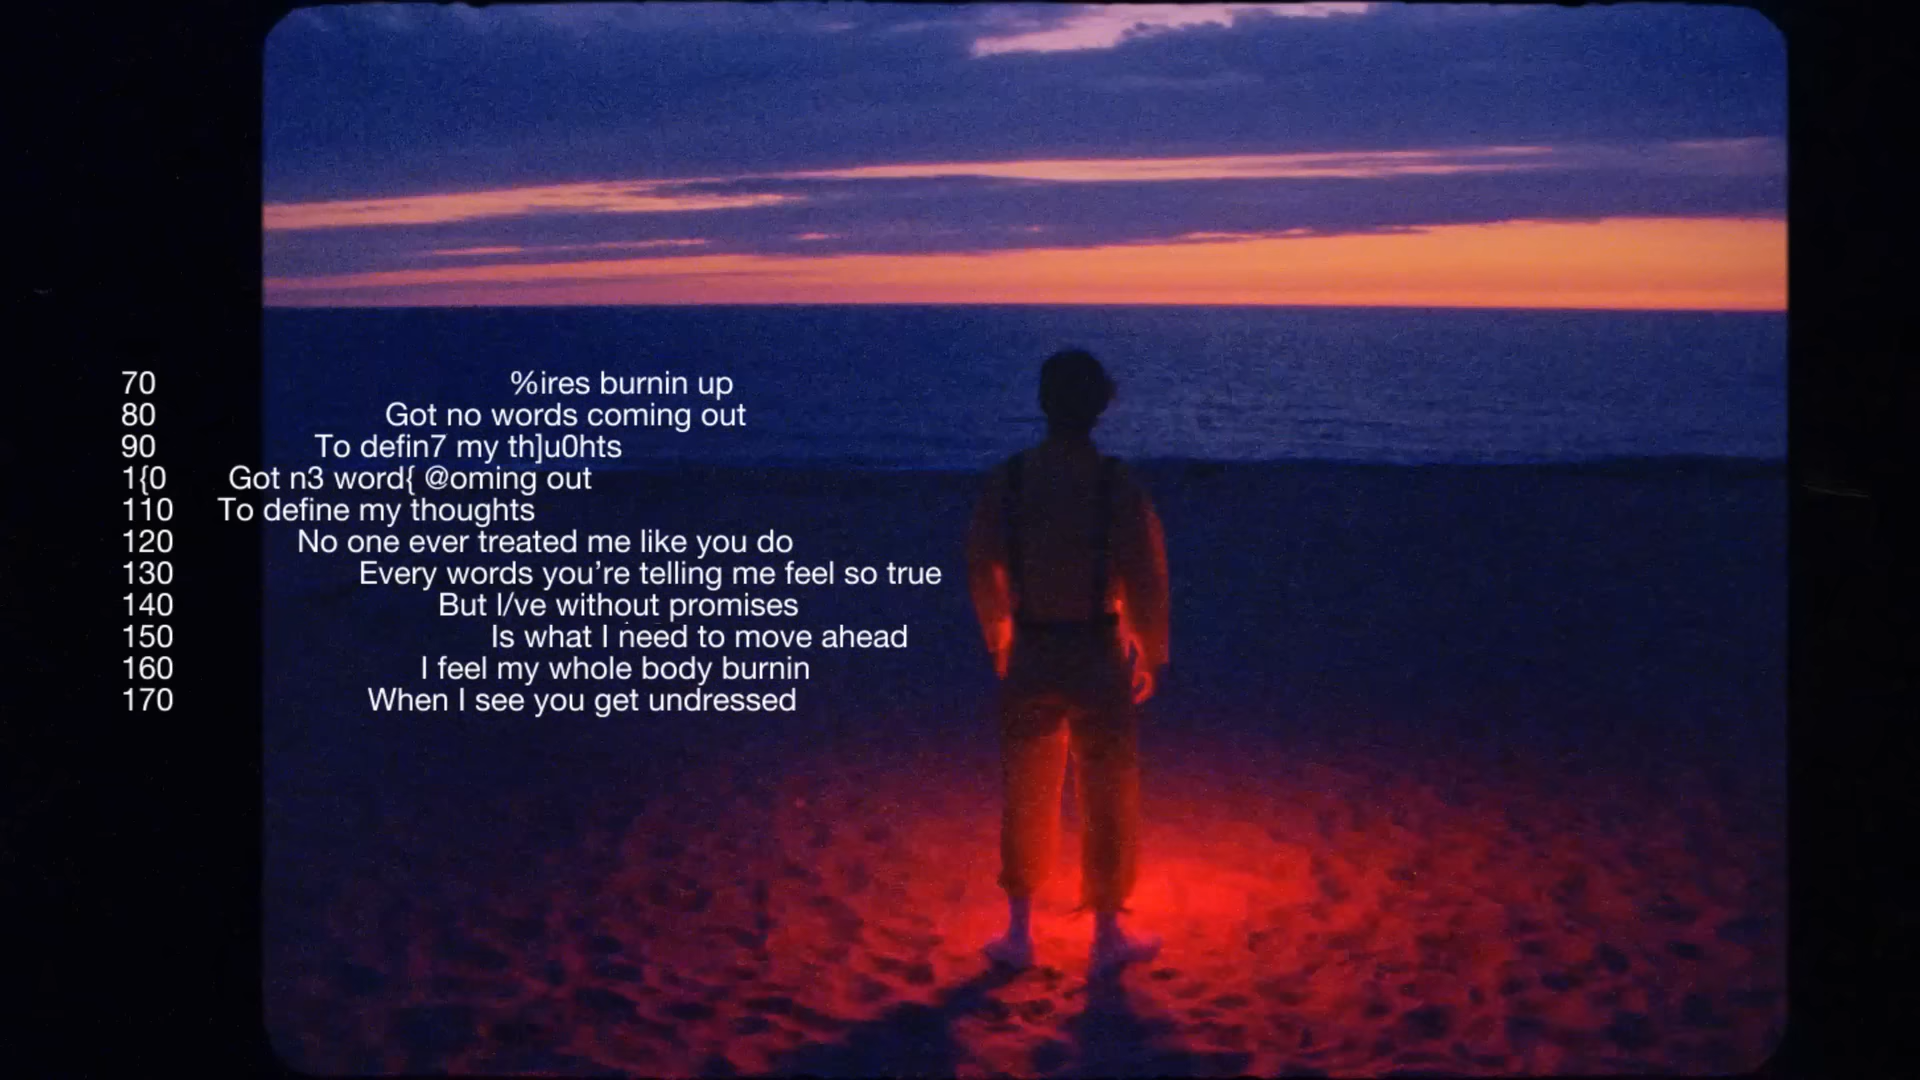 70 %ires burnin up
80 Got no words coming out
90 To defin7 my th]u0hts
1{0 Got n3 word{ @oming out
110 To define my thoughts
120 No one ever treated me like you do
130 Every words you’re telling me feel so true
140 But l/ve without promises
150 Is what I need to move ahead
160 I feel my whole body burnin
170 When I see you get undressed